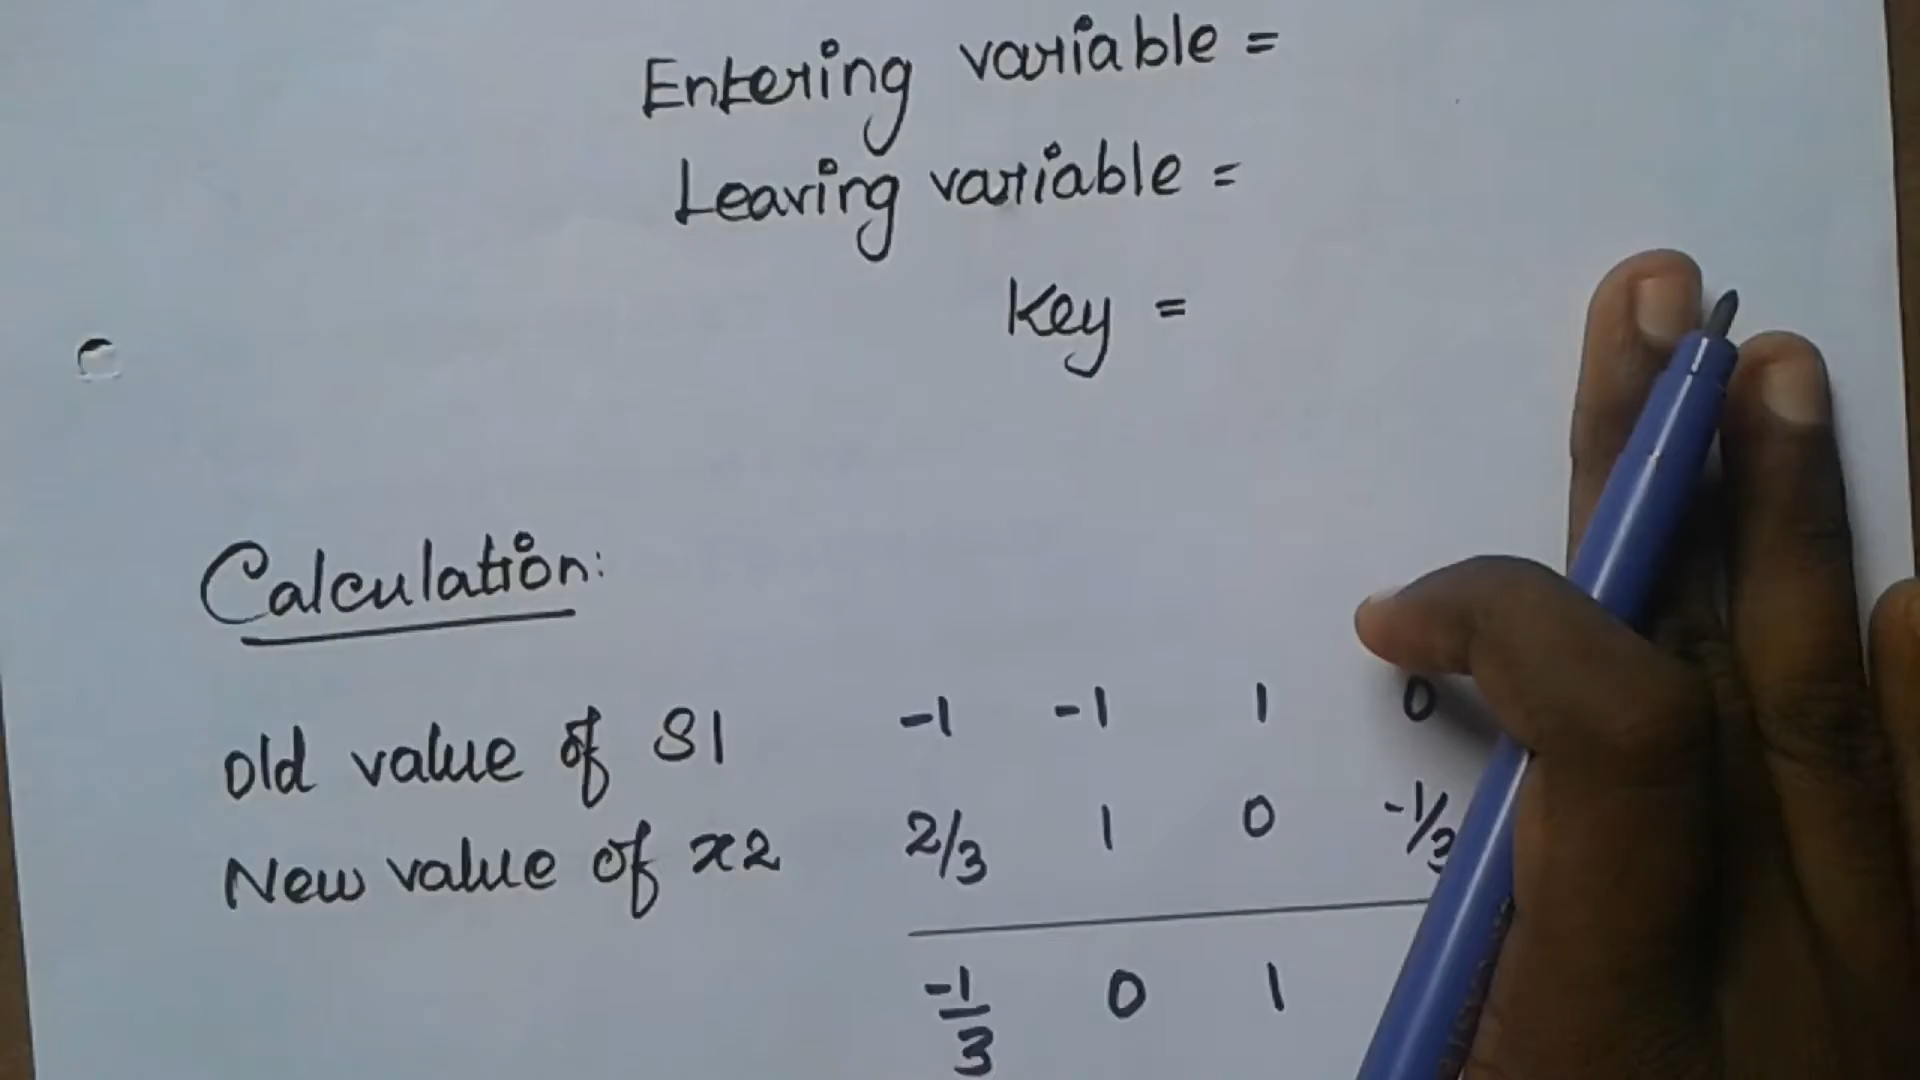 Entering variable =
Leaving variable =
Key =
Calculation:
old value of S1 -1 -1 1 0
New value of x2 2/3 1 0 -1/3
-1/3 0 1